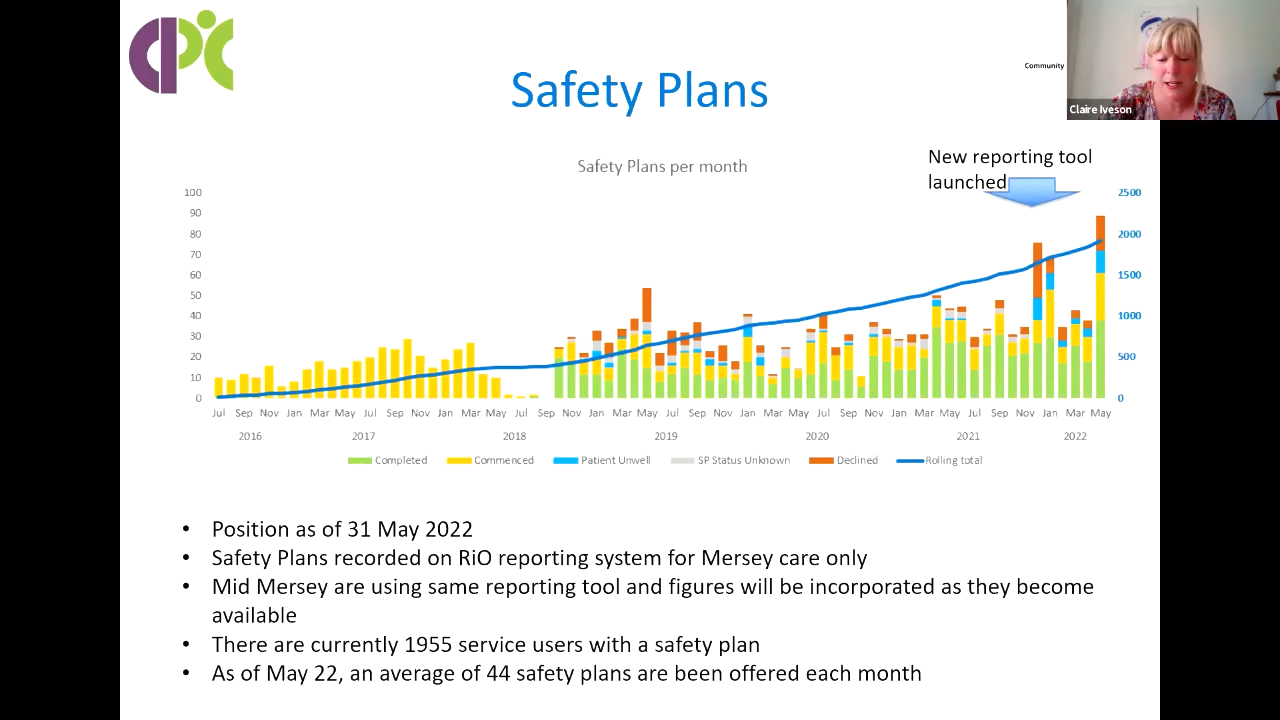 CPC
Community
Claire Iveson
Safety Plans
Safety Plans per month
New reporting tool
launched
100
90
80
70
60
50
40
30
20
10
0
2500
2000
1500
1000
500
0
Jul Sep Nov Jan Mar May Jul Sep Nov Jan Mar May Jul Sep Nov Jan Mar May Jul Sep Nov Jan Mar May Jul Sep Nov Jan Mar May Jul Sep Nov Jan Mar May
2016 2017 2018 2019 2020 2021 2022
Completed Commenced Patient Unwell SP Status Unknown Declined Rolling total
• Position as of 31 May 2022
• Safety Plans recorded on RiO reporting system for Mersey care only
• Mid Mersey are using same reporting tool and figures will be incorporated as they become
available
• There are currently 1955 service users with a safety plan
• As of May 22, an average of 44 safety plans are been offered each month